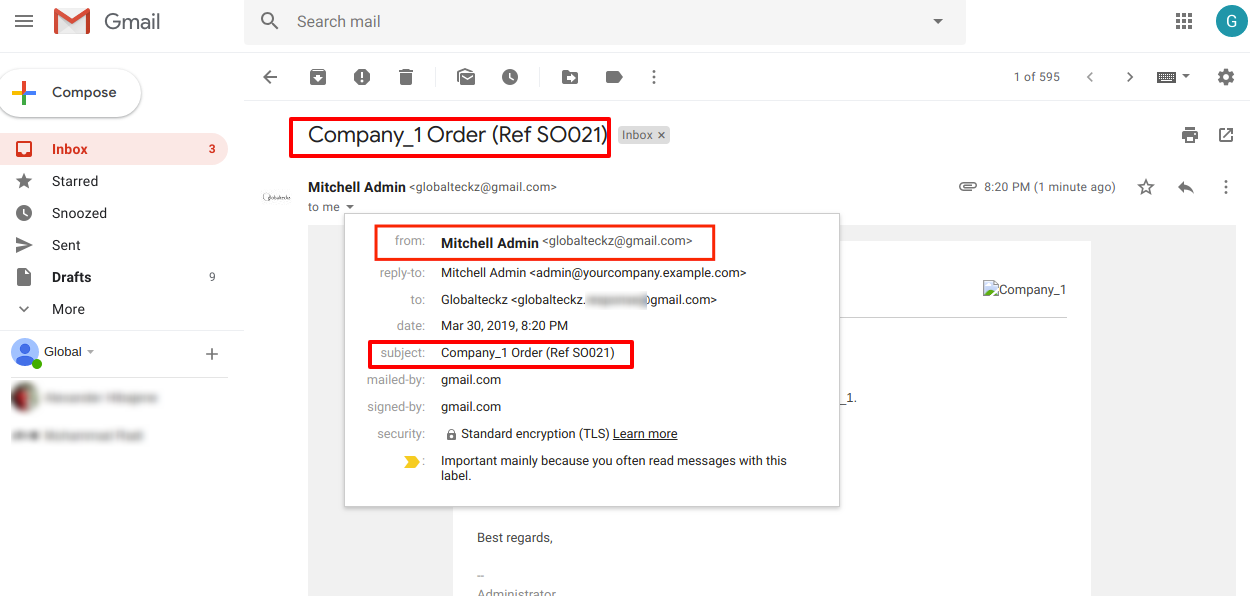 Gmail
Search mail
G
Compose
1 of 595
Inbox 3
Starred
Snoozed
Sent
Drafts 9
More
Global
Company_1 Order (Ref SO021) Inbox x
Mitchell Admin <globalteckz@gmail.com> 8:20 PM (1 minute ago)
to me
from: Mitchell Admin <globalteckz@gmail.com>
reply-to: Mitchell Admin <admin@yourcompany.example.com>
to: Globalteckz <globalteckz. @gmail.com>
date: Mar 30, 2019, 8:20 PM
subject: Company_1 Order (Ref SO021)
mailed-by: gmail.com
signed-by: gmail.com
security: Standard encryption (TLS) Learn more
: Important mainly because you often read messages with this
label.
Company_1
_1.
Best regards,
--
Administrator